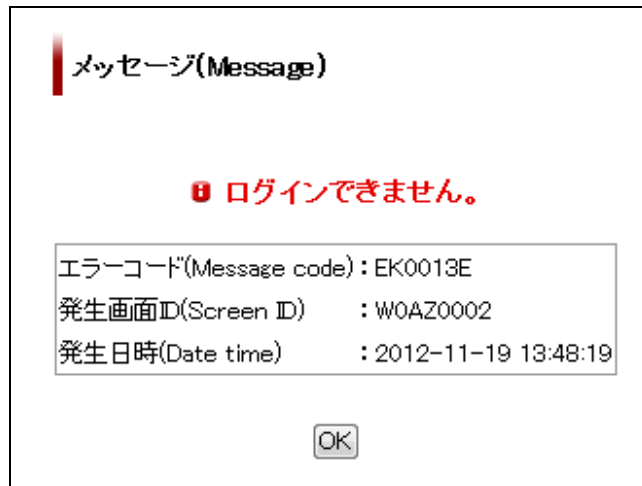 メッセージ(Message)
ログインできません。
エラーコード(Message code):EK0013E
発生画面ID(Screen ID) :W0AZ0002
発生日時(Date time) :2012-11-19 13:48:19
OK